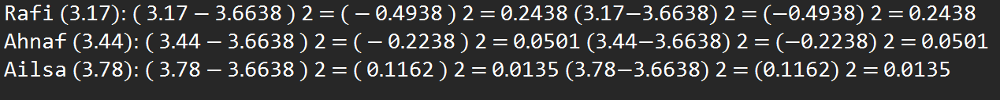 Rafi (3.17): ( 3.17 − 3.6638 ) 2 = ( − 0.4938 ) 2 = 0.2438 (3.17−3.6638) 2 = (−0.4938) 2 = 0.2438
Ahnaf (3.44): ( 3.44 − 3.6638 ) 2 = ( − 0.2238 ) 2 = 0.0501 (3.44−3.6638) 2 = (−0.2238) 2 = 0.0501
Ailsa (3.78): ( 3.78 − 3.6638 ) 2 = ( 0.1162 ) 2 = 0.0135 (3.78−3.6638) 2 = (0.1162) 2 = 0.0135